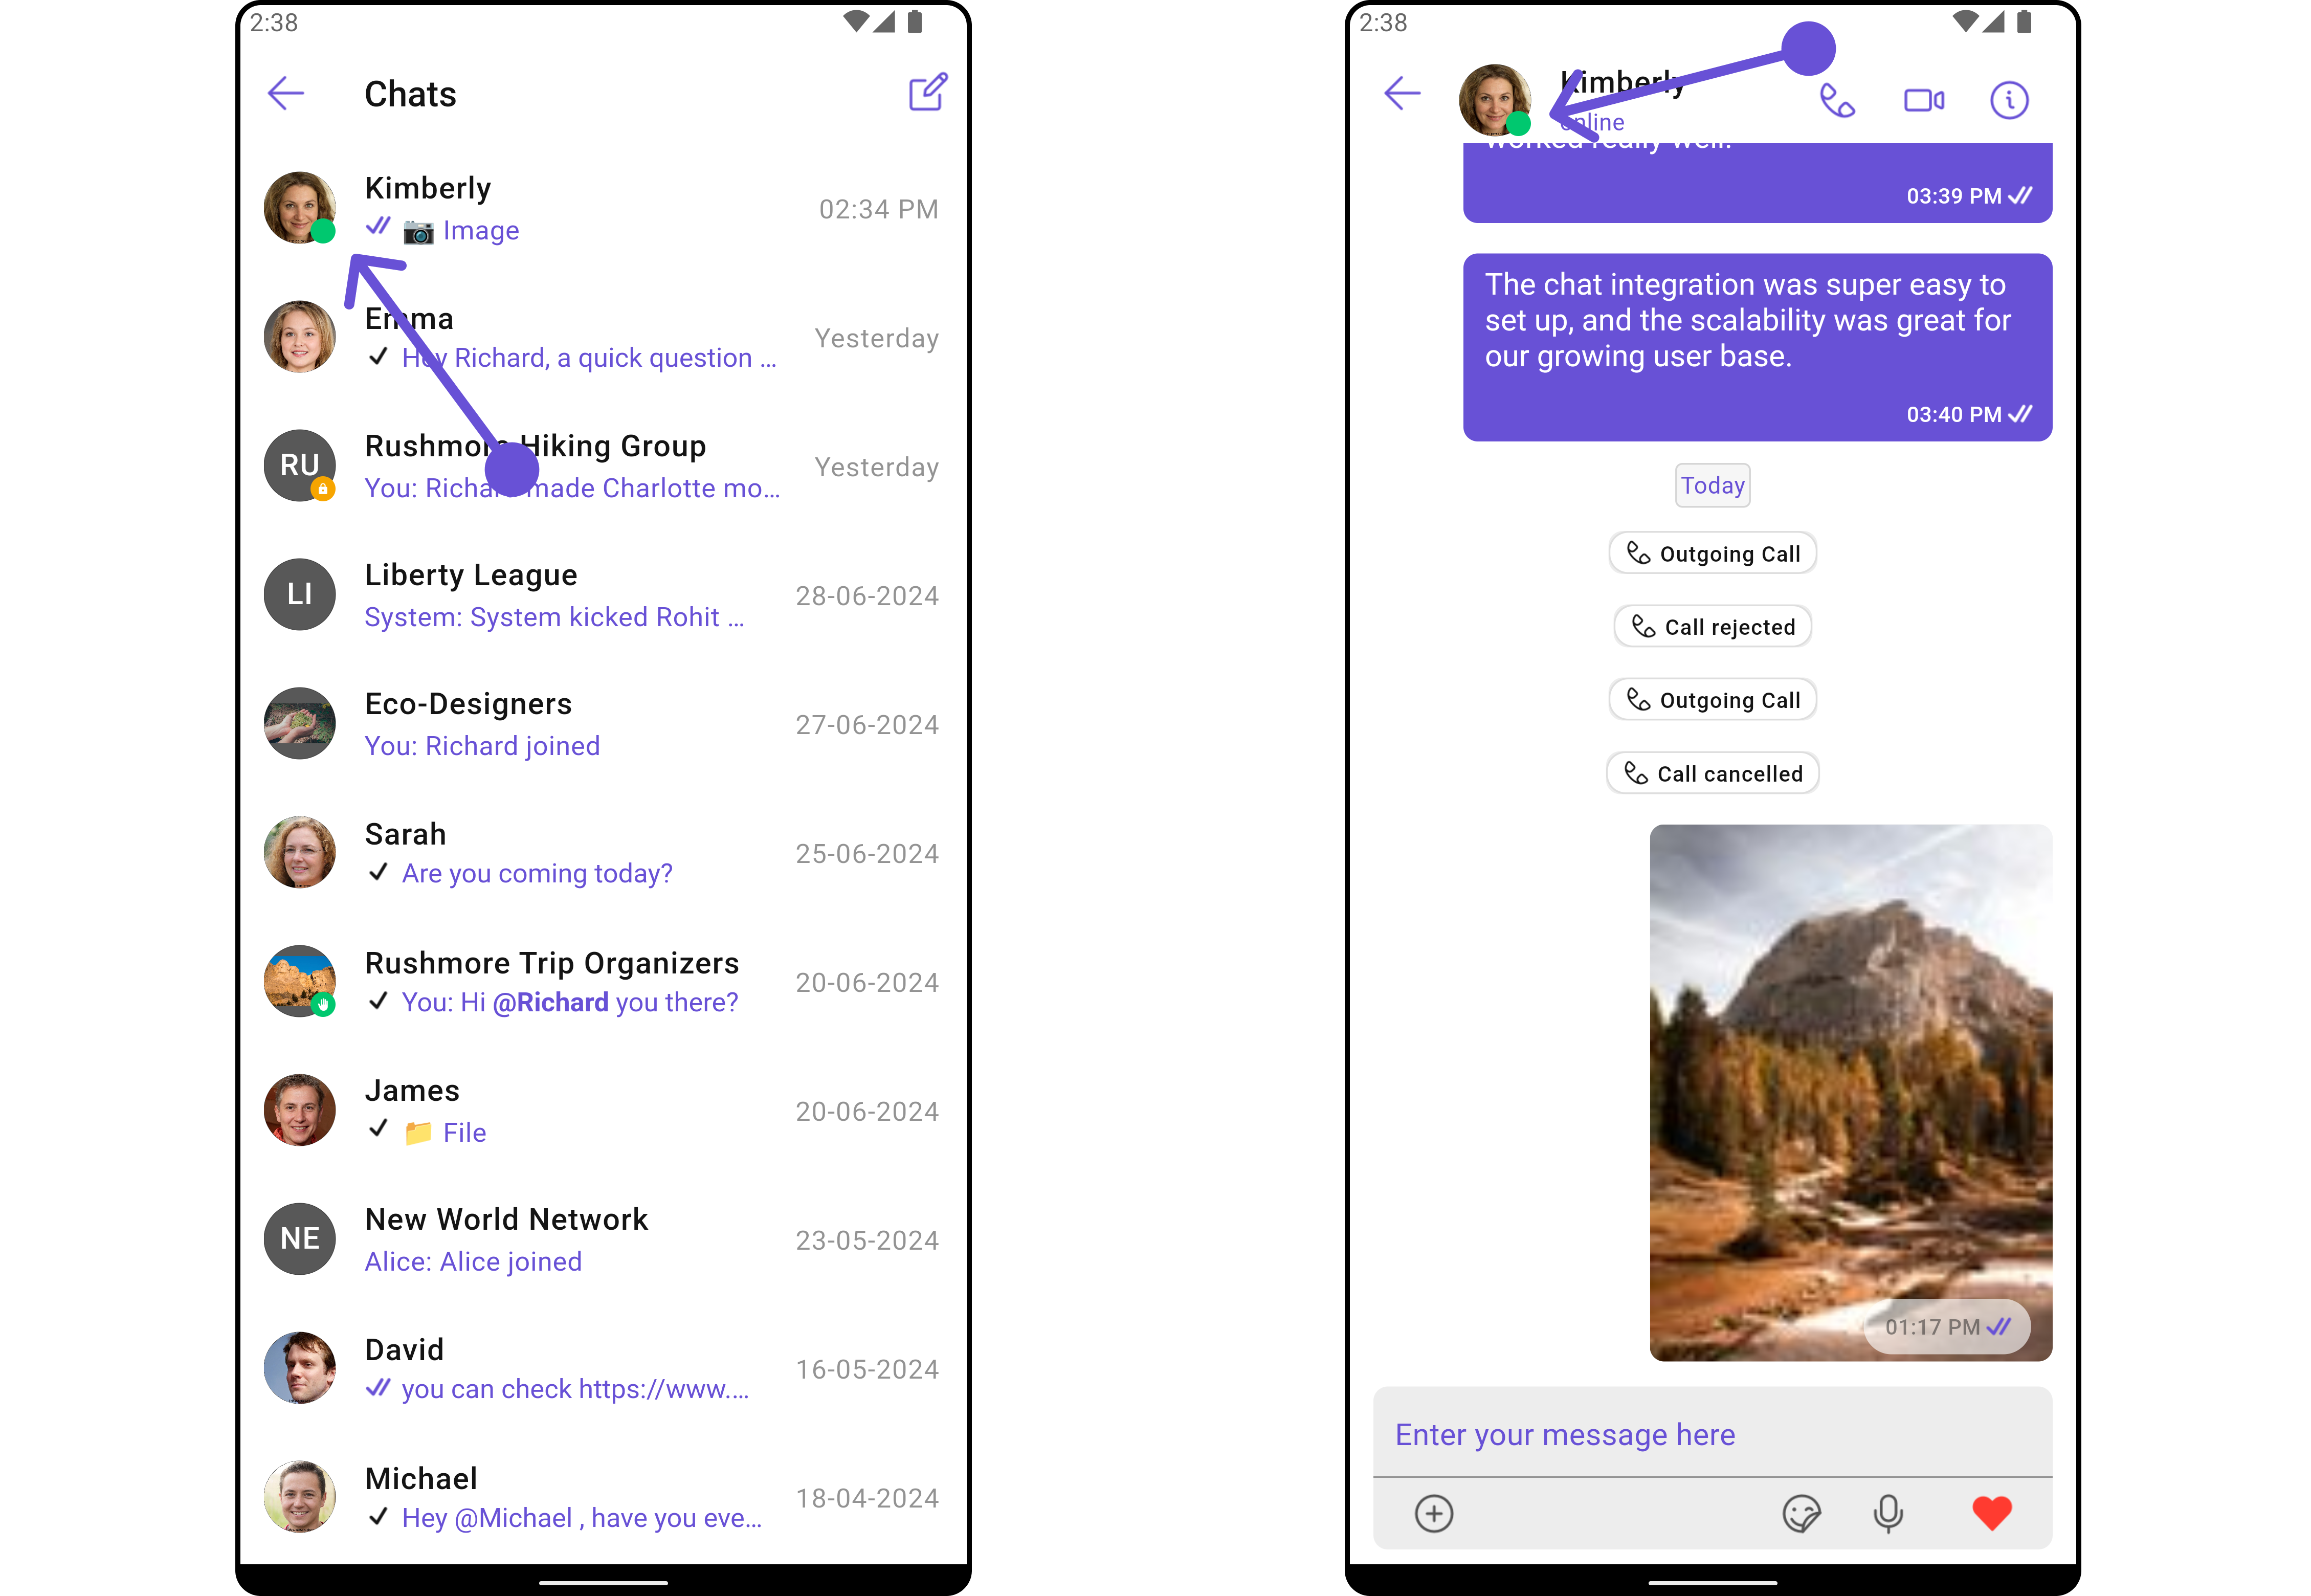 2:38
Chats
Kimberly
Image
02:34 PM
Emma
Hey Richard, a quick question ...
Yesterday
RU
Rushmore Hiking Group
You: Richard made Charlotte mo...
Yesterday
LI
Liberty League
System: System kicked Rohit ...
28-06-2024
Eco-Designers
You: Richard joined
27-06-2024
Sarah
Are you coming today?
25-06-2024
Rushmore Trip Organizers
You: Hi @Richard you there?
20-06-2024
James
File
20-06-2024
NE
New World Network
Alice: Alice joined
23-05-2024
David
you can check https://www....
16-05-2024
Michael
Hey @Michael , have you eve...
18-04-2024
2:38
Kimberly
online
worked really well.
03:39 PM
The chat integration was super easy to
set up, and the scalability was great for
our growing user base.
03:40 PM
Today
Outgoing Call
Call rejected
Outgoing Call
Call cancelled
01:17 PM
Enter your message here